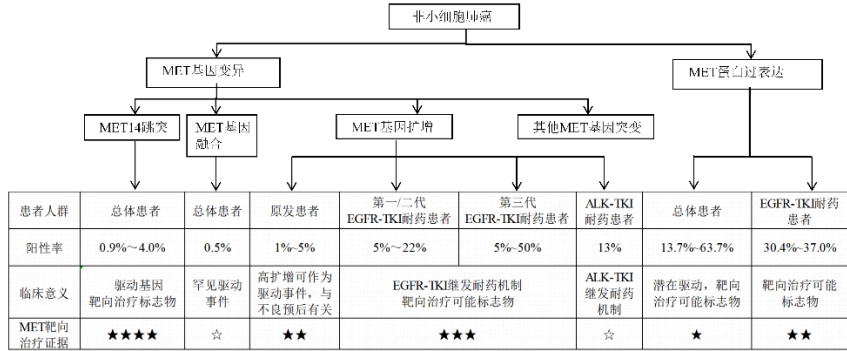 非小细胞肺癌
MET基因变异
MET蛋白过表达
MET14跳突
MET基因
融合
MET基因扩增
其他MET基因突变
患者人群
总体患者
总体患者
原发患者
第一/二代
EGFR-TKI耐药患者
第三代
EGFR-TKI耐药患者
ALK-TKI
耐药患者
总体患者
EGFR-TKI耐药
患者
阳性率
0.9%～4.0%
0.5%
1%~5%
5%～22%
5%~50%
13%
13.7%~63.7%
30.4%~37.0%
临床意义
驱动基因
靶向治疗标志物
罕见驱动
事件
高扩增可作为
驱动事件，与
不良预后有关
EGFR-TKI继发耐药机制
靶向治疗可能标志物
ALK-TKI
继发耐药
机制
潜在驱动，靶向
治疗可能标志物
靶向治疗可能
标志物
MET靶向
治疗证据
★★★★
☆
★★
★★★
☆
★
★★